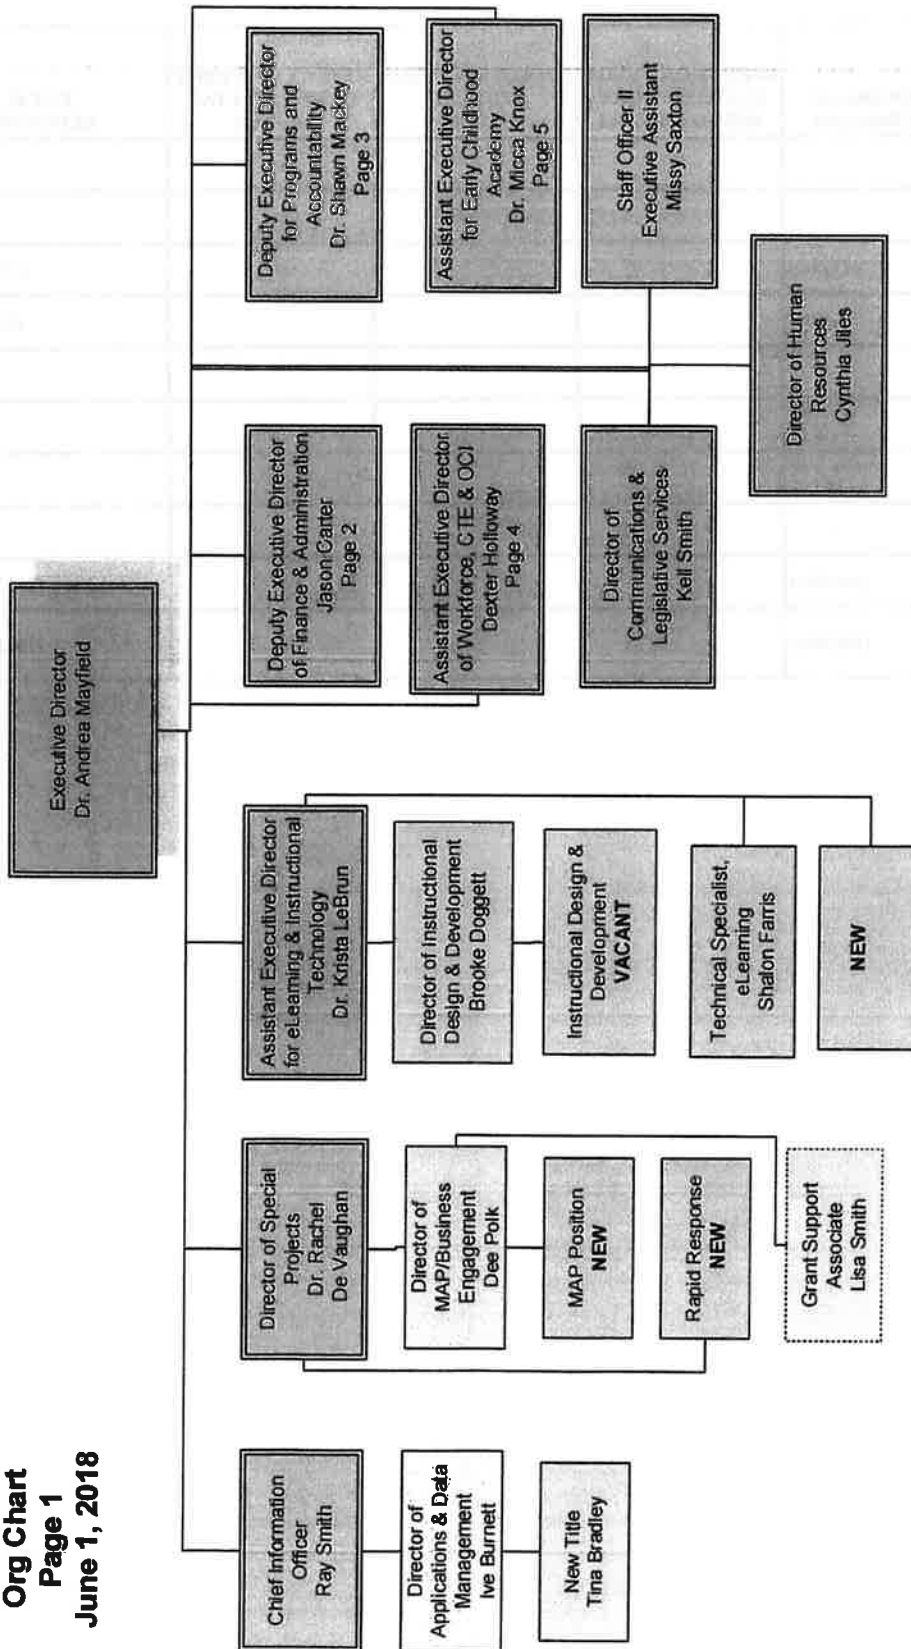 Org Chart
Page 1
June 1, 2018
Executive Director
Dr. Andrea Mayfield
Chief Information
Officer
Ray Smith
Director of
Applications & Data
Management
Ive Burnett
New Title
Tina Bradley
Director of Special
Projects
Dr. Rachel
De Vaughan
Director of
MAP/Business
Engagement
Dee Polk
MAP Position
NEW
Rapid Response
NEW
Grant Support
Associate
Lisa Smith
Assistant Executive Director
for eLearning & Instructional
Technology
Dr. Krista LeBrun
Director of Instructional
Design & Development
Brooke Doggett
Instructional Design &
Development
VACANT
Technical Specialist,
eLearning
Shalon Farris
NEW
Deputy Executive Director
of Finance & Administration
Jason Carter
Page 2
Assistant Executive Director
of Workforce, CTE & OCI
Dexter Holloway
Page 4
Director of
Communications &
Legislative Services
Kell Smith
Deputy Executive Director
for Programs and
Accountability
Dr. Shawn Mackey
Page 3
Assistant Executive Director
for Early Childhood
Academy
Dr. Micca Knox
Page 5
Staff Officer II
Executive Assistant
Missy Saxton
Director of Human
Resources
Cynthia Jiles